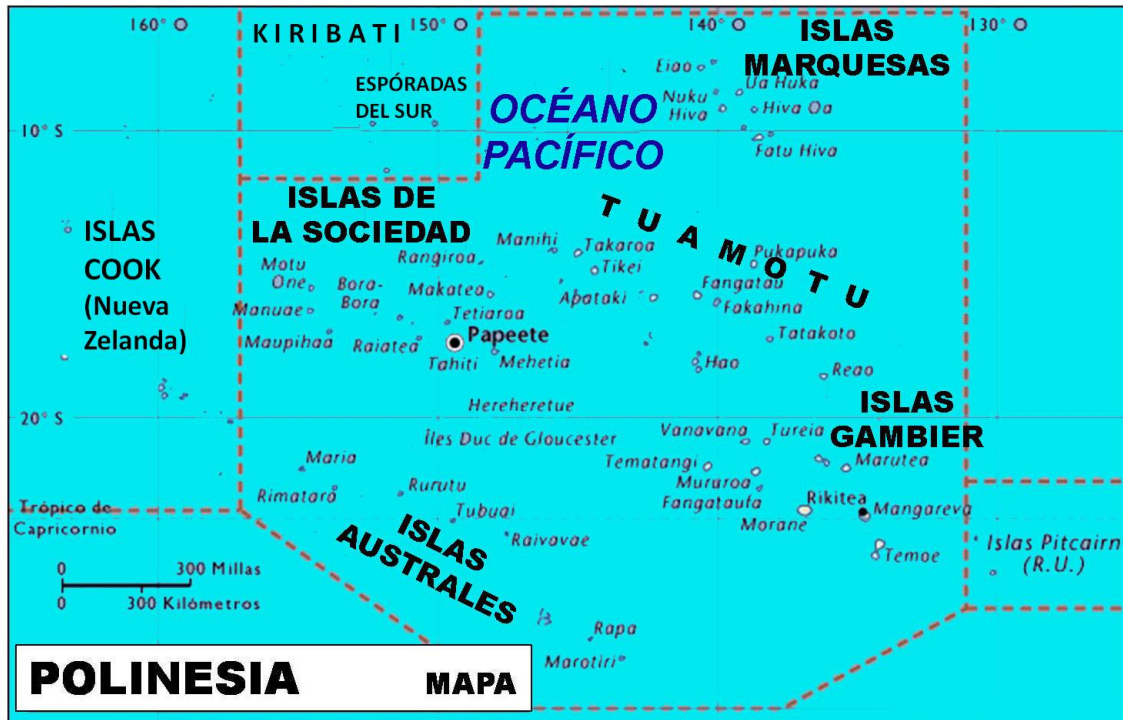 160°
150°
140°
130°
KIRIBATI
ESPÓRADAS
DEL SUR
OCÉANO
PACÍFICO
ISLAS
MARQUESAS
Eiao
Ua Huka
Nuku
Hiva
Hiva Oa
Fatu Hiva
10° S
ISLAS DE
LA SOCIEDAD
TUAMOTU
ISLAS
COOK
(Nueva
Zelanda)
Manihi
Takaroa
Rangiroa
Tikei
Pukapuka
Motu
One
Bora-
Bora
Makatea
Apataki
Fangatau
Fakahina
Manuae
Tetiaroa
Papeete
Tatakoto
Maupihaa
Raiatea
Tahiti
Mehetia
Hao
Reao
Hereheretue
20° S
ISLAS
GAMBIER
Îles Duc de Gloucester
Vanavana
Tureia
Maria
Tematangi
Marutea
Rimatara
Rurutu
Mururoa
Fangataufa
Rikitea
Mangareva
Morane
Trópico de
Capricornio
Tubuai
ISLAS
AUSTRALES
Raivavae
Temoe
Islas Pitcairn
(R.U.)
0 300 Millas
0 300 Kilómetros
Rapa
Marotiri
POLINESIA MAPA